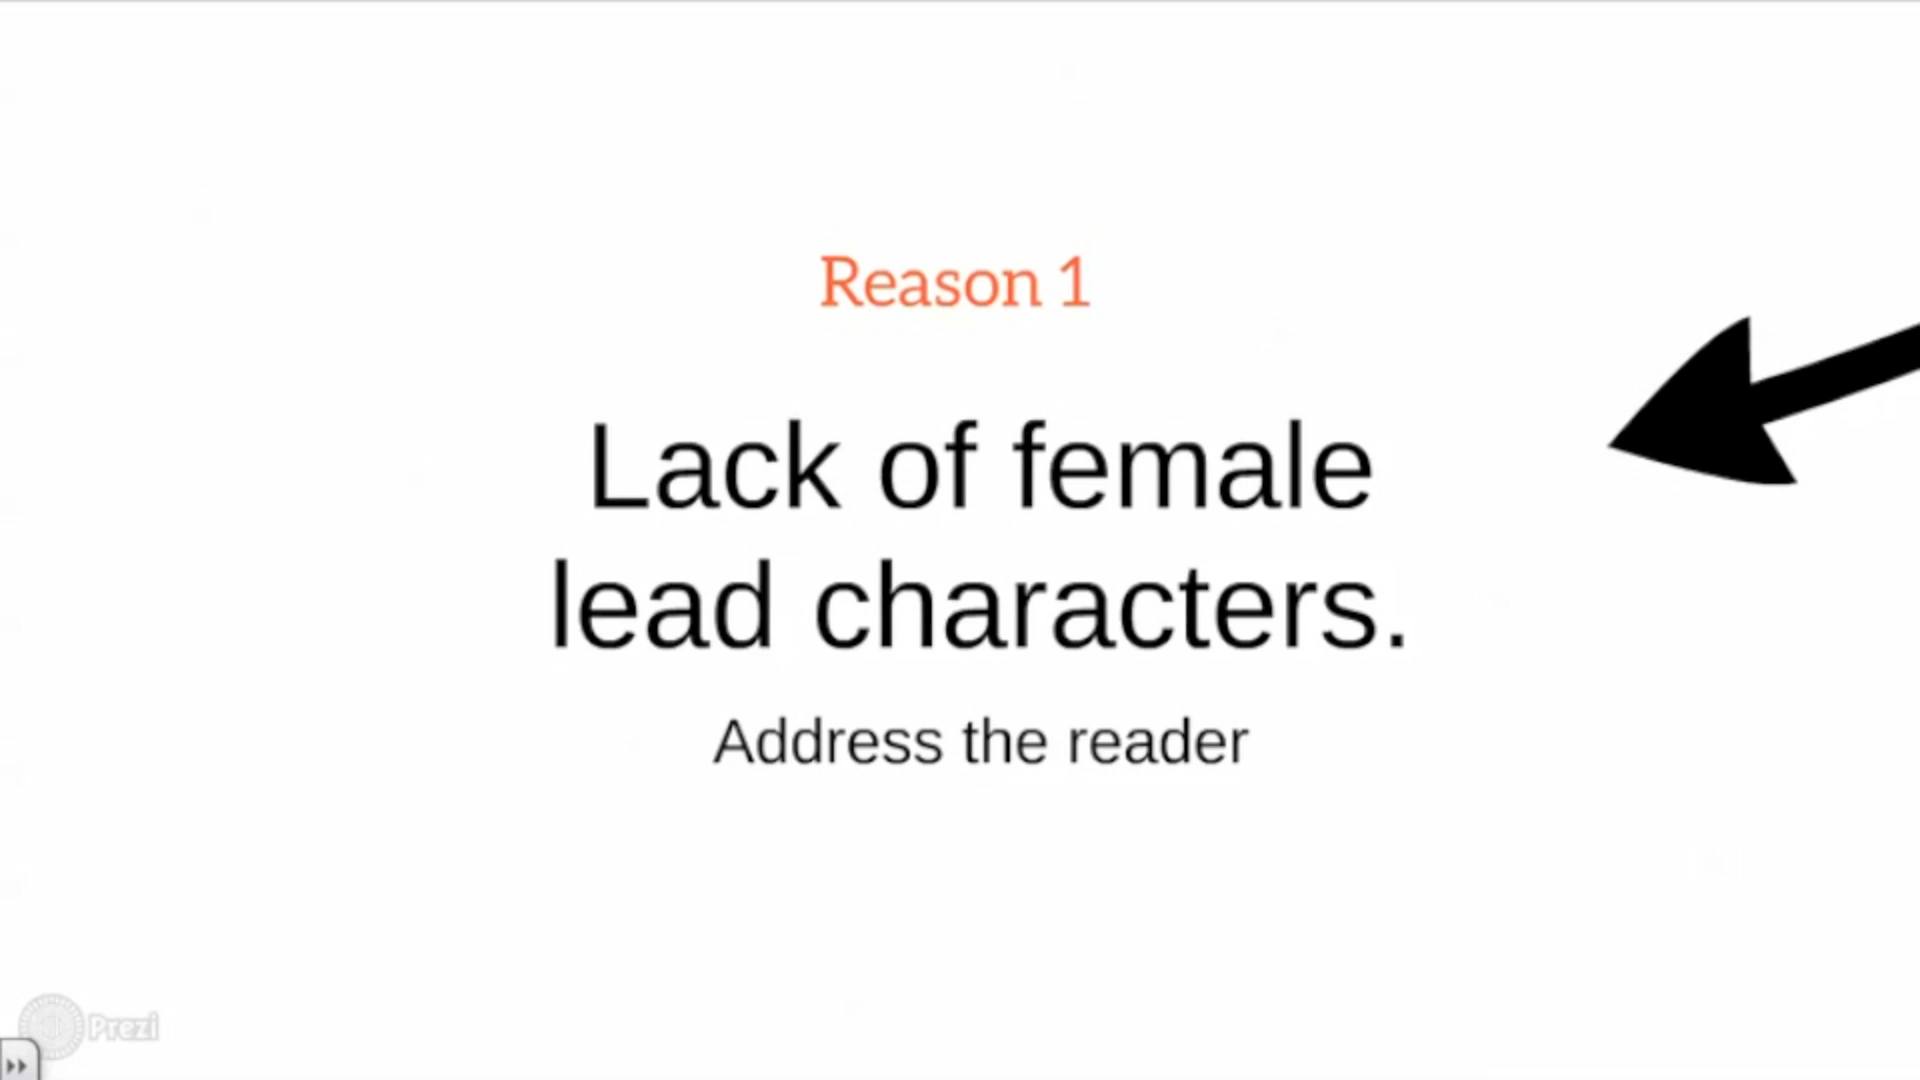 Reason 1
Lack of female
lead characters.
Address the reader
Prezi